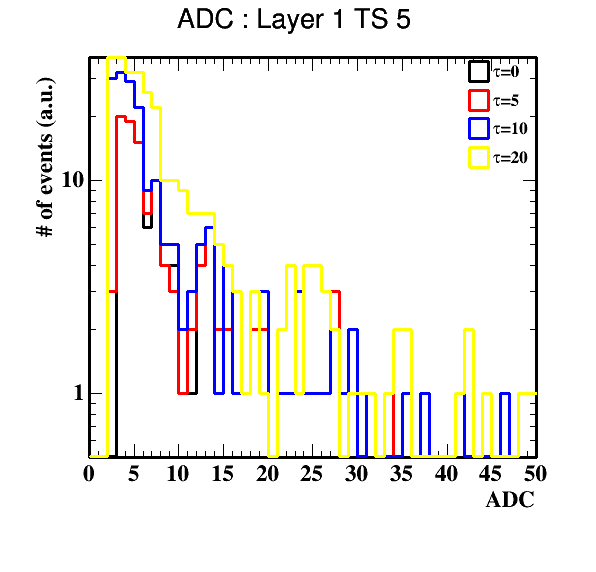 ADC : Layer 1 TS 5
# of events (a.u.)
τ=0
τ=5
τ=10
τ=20
10
1
0 5 10 15 20 25 30 35 40 45 50
ADC